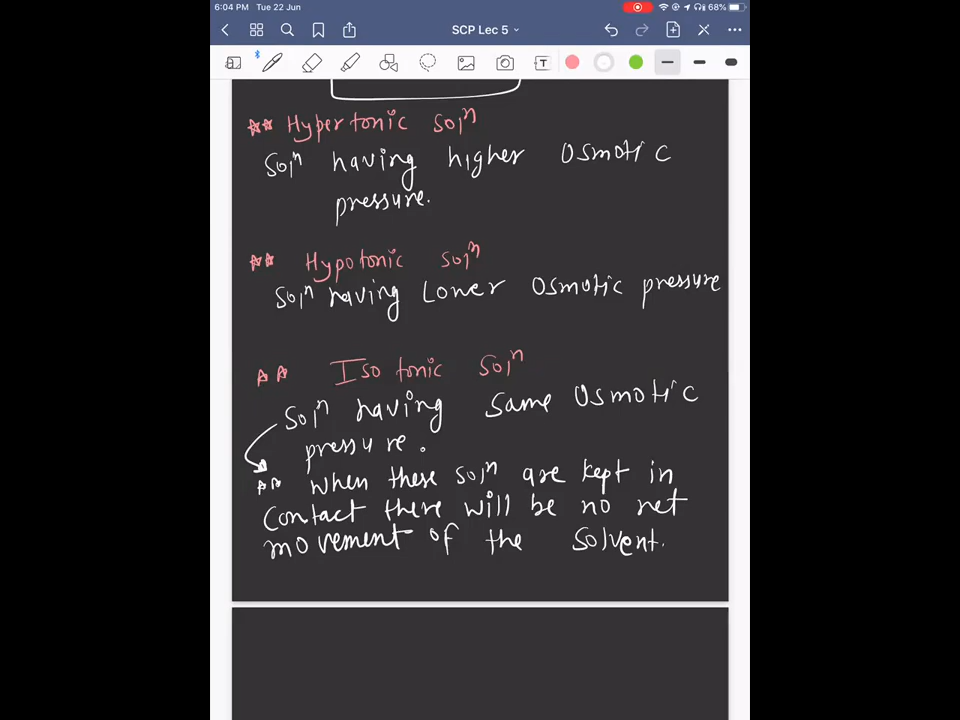 6:04 PM Tue 22 Jun 68%
SCP Lec 5
T
** Hypertonic Solⁿ
Solⁿ having higher Osmotic
pressure.
** Hypotonic Solⁿ
Solⁿ having Lower Osmotic pressure
** Isotonic Solⁿ
Solⁿ having same Osmotic
pressure.
** when these Solⁿ are kept in
Contact there will be no net
movement of the solvent.